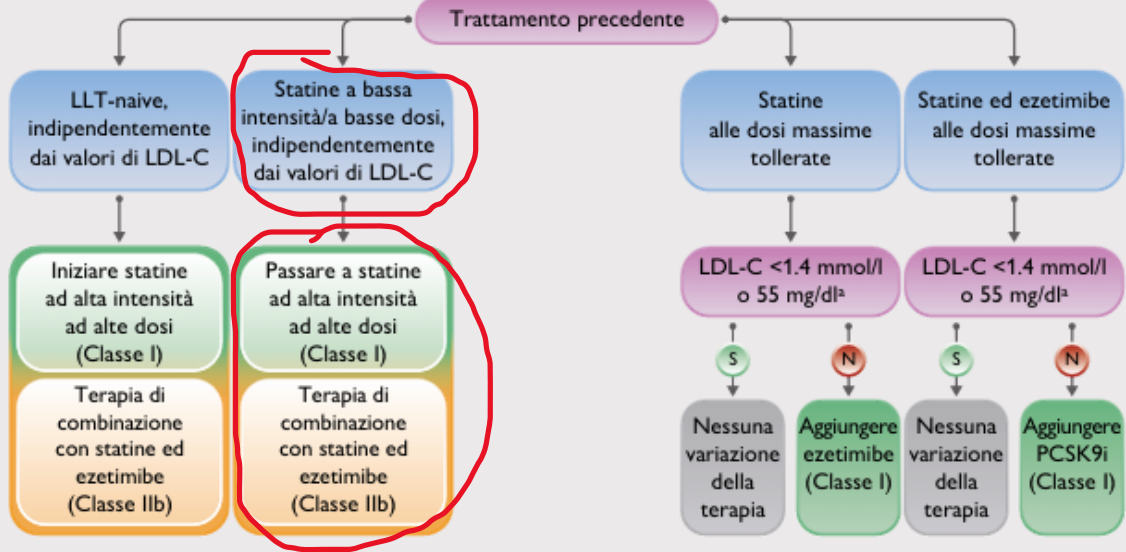 Trattamento precedente
LLT-naive,
indipendentemente
dai valori di LDL-C
Statine a bassa
intensità/a basse dosi,
indipendentemente
dai valori di LDL-C
Statine
alle dosi massime
tollerate
Statine ed ezetimibe
alle dosi massime
tollerate
Iniziare statine
ad alta intensità
ad alte dosi
(Classe I)
Terapia di
combinazione
con statine ed
ezetimibe
(Classe IIb)
Passare a statine
ad alta intensità
ad alte dosi
(Classe I)
Terapia di
combinazione
con statine ed
ezetimibe
(Classe IIb)
LDL-C <1.4 mmol/l
o 55 mg/dlᵃ
S
N
Nessuna
variazione
della
terapia
Aggiungere
ezetimibe
(Classe I)
LDL-C <1.4 mmol/l
o 55 mg/dlᵃ
S
N
Nessuna
variazione
della
terapia
Aggiungere
PCSK9i
(Classe I)